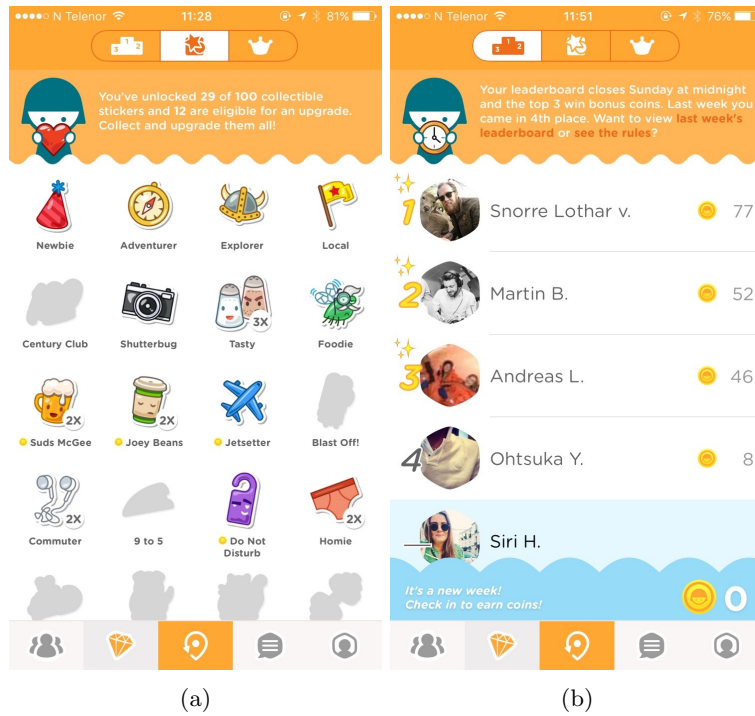 N Telenor 11:28 81%
You've unlocked 29 of 100 collectible
stickers and 12 are eligible for an upgrade.
Collect and upgrade them all!
Newbie Adventurer Explorer Local
3X
Century Club Shutterbug Tasty Foodie
2X 2X
Suds McGee Joey Beans Jetsetter Blast Off!
2X 2X
Commuter 9 to 5 Do Not Homie
Disturb
(a)
N Telenor 11:51 76%
3 1 2
Your leaderboard closes Sunday at midnight
and the top 3 win bonus coins. Last week you
came in 4th place. Want to view last week's
leaderboard or see the rules?
1 Snorre Lothar v. 77
2 Martin B. 52
3 Andreas L. 46
4 Ohtsuka Y. 8
Siri H.
It's a new week!
Check in to earn coins! 0
(b)